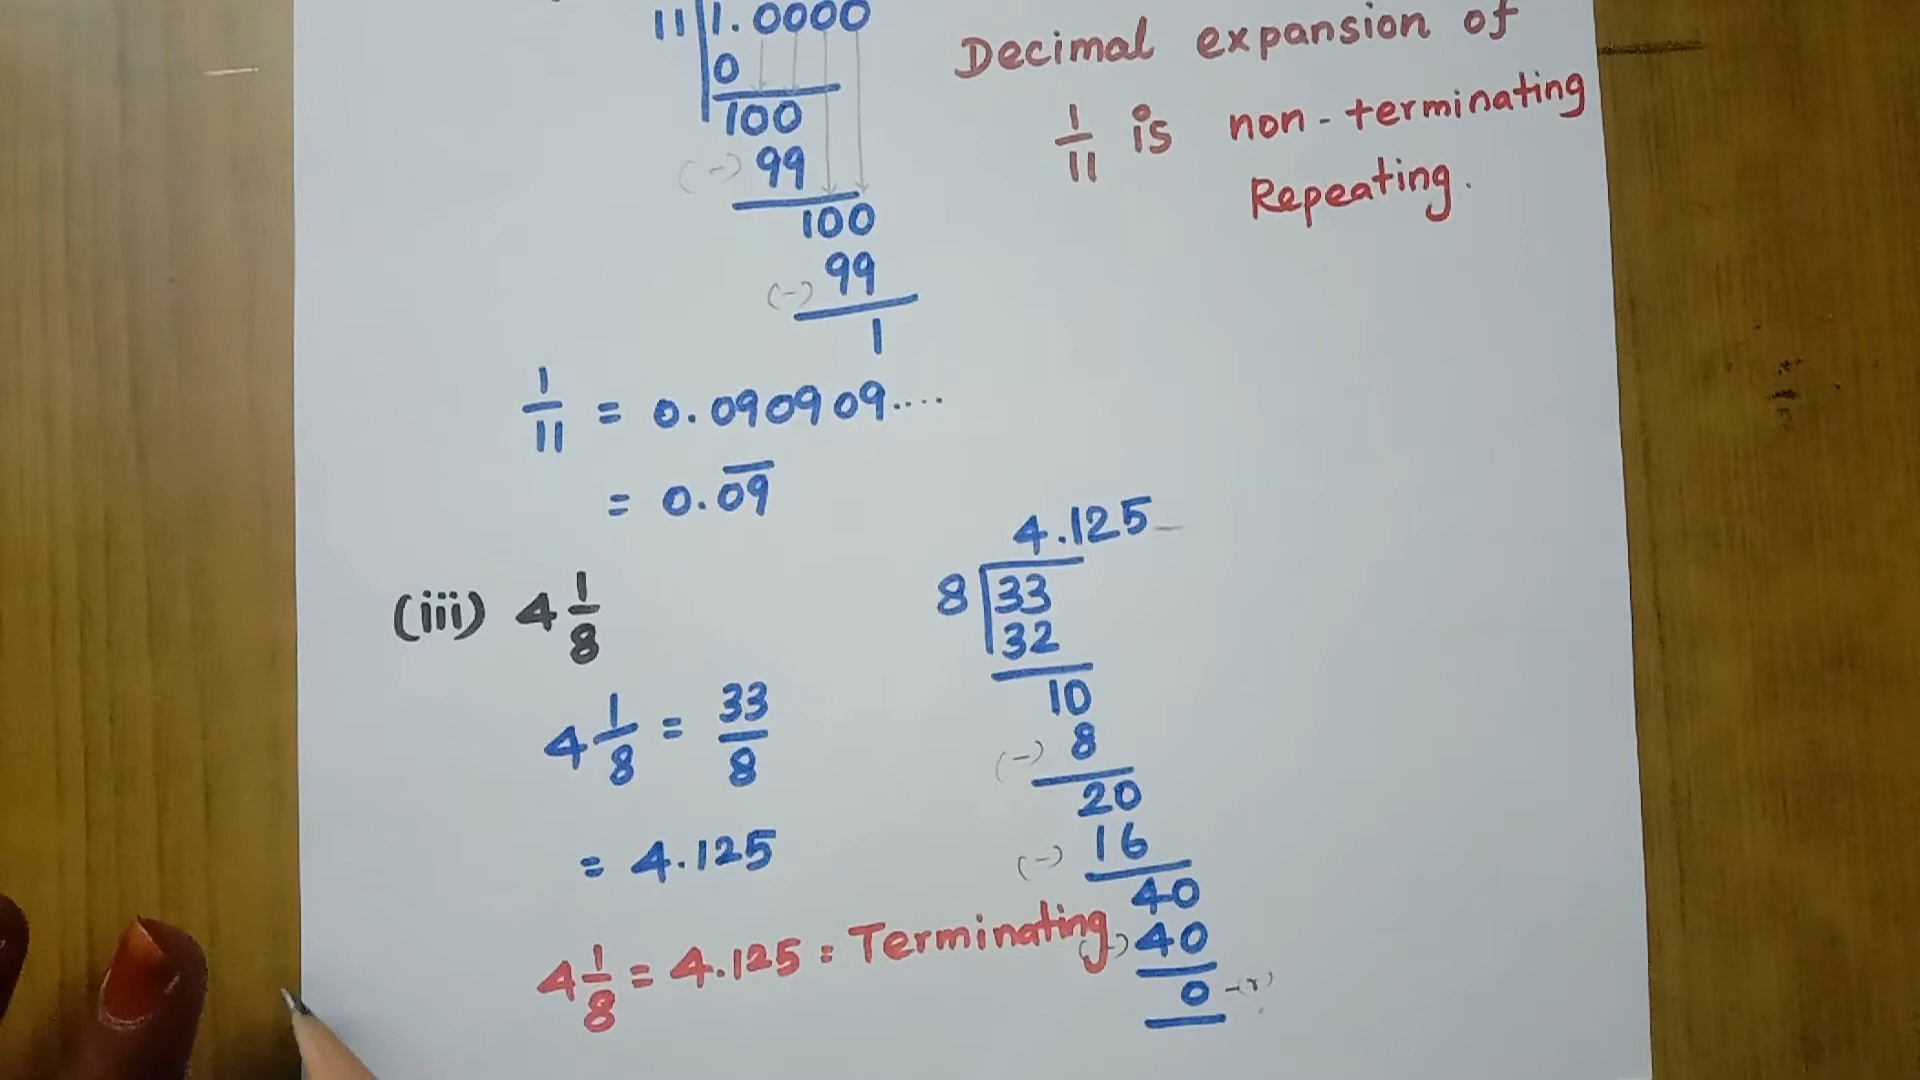 11 1.0000
0
100
(-) 99
100
(-) 99
1
Decimal expansion of
1/11 is non-terminating
Repeating.
1/11 = 0.090909....
= 0.0̅9̅
(iii) 4 1/8
4 1/8 = 33/8
= 4.125
4 1/8 = 4.125 = Terminating
4.125
8 33
32
10
(-) 8
20
(-) 16
40
(-) 40
0 -(r)